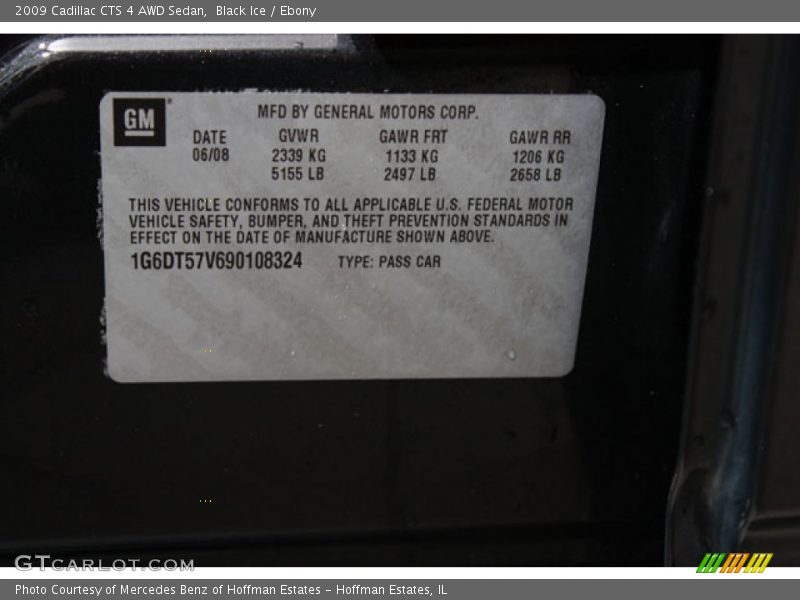 2009 Cadillac CTS 4 AWD Sedan, Black Ice / Ebony
GM
MFD BY GENERAL MOTORS CORP.
DATE GVWR GAWR FRT GAWR RR
06/08 2339 KG 1133 KG 1206 KG
5155 LB 2497 LB 2658 LB
THIS VEHICLE CONFORMS TO ALL APPLICABLE U.S. FEDERAL MOTOR
VEHICLE SAFETY, BUMPER, AND THEFT PREVENTION STANDARDS IN
EFFECT ON THE DATE OF MANUFACTURE SHOWN ABOVE.
1G6DT57V690108324 TYPE: PASS CAR
GTCARLOT.COM
Photo Courtesy of Mercedes Benz of Hoffman Estates - Hoffman Estates, IL